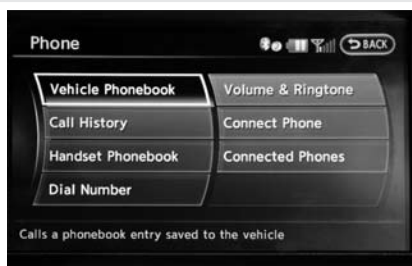 Phone
BACK
Vehicle Phonebook
Volume & Ringtone
Call History
Connect Phone
Handset Phonebook
Connected Phones
Dial Number
Calls a phonebook entry saved to the vehicle